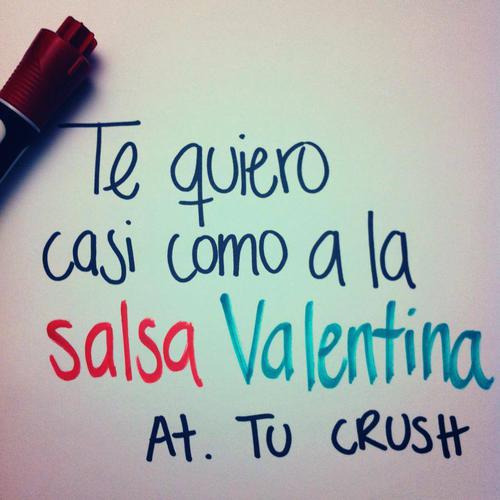 Te quiero
casi como a la
salsa Valentina
At. TU CRUSH